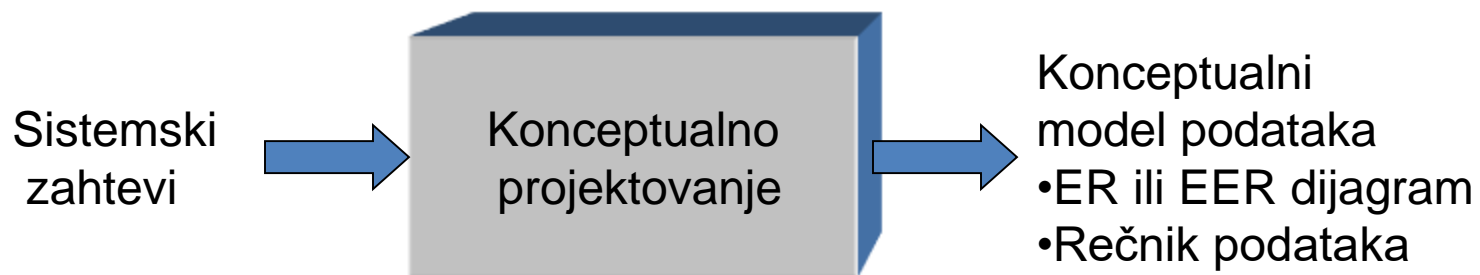 Sistemski
zahtevi
Konceptualno
projektovanje
Konceptualni
model podataka
•ER ili EER dijagram
•Rečnik podataka